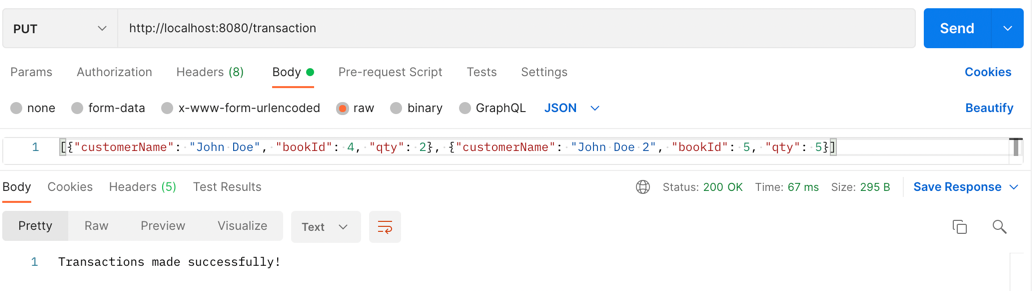 PUT http://localhost:8080/transaction Send
Params Authorization Headers (8) Body Pre-request Script Tests Settings Cookies
none form-data x-www-form-urlencoded raw binary GraphQL JSON Beautify
1 [{"customerName": "John Doe", "bookId": 4, "qty": 2}, {"customerName": "John Doe 2", "bookId": 5, "qty": 5}]
Body Cookies Headers (5) Test Results Status: 200 OK Time: 67 ms Size: 295 B Save Response
Pretty Raw Preview Visualize Text
1 Transactions made successfully!